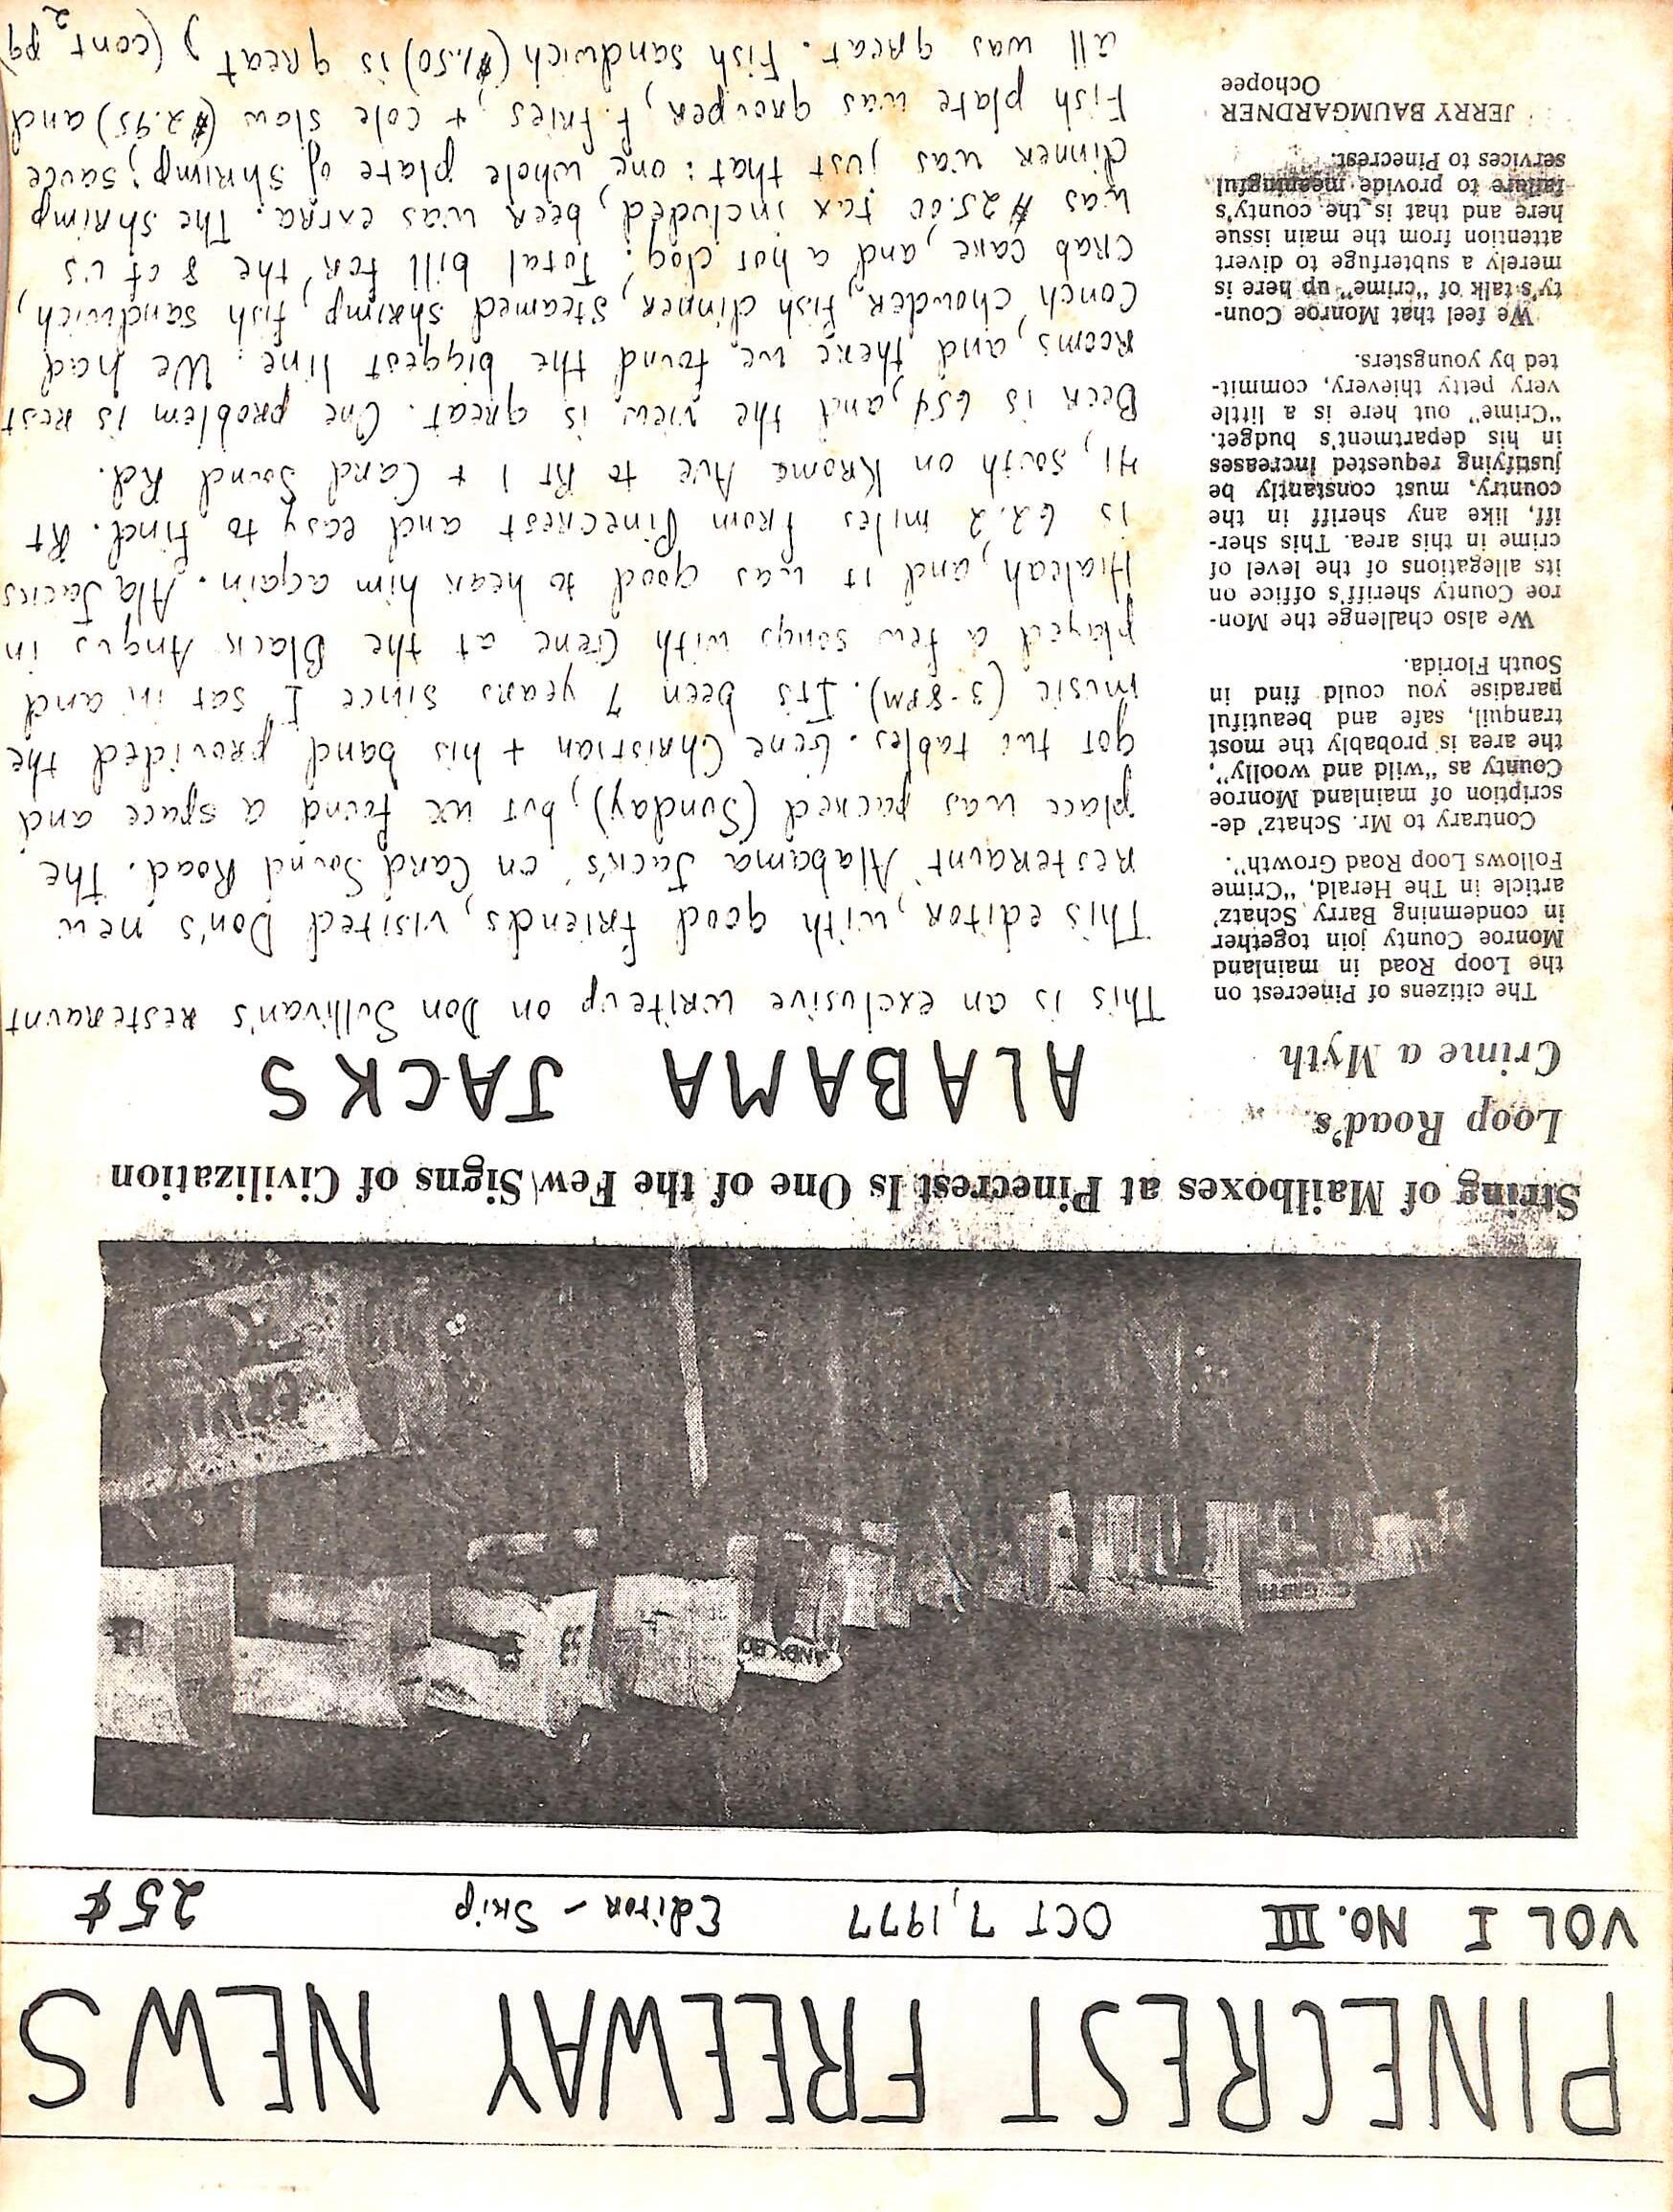 PINECREST FREEWAY NEWS
VOL I NO. III OCT 7, 1977 Editor - Skip 25¢
String of Mailboxes at Pinecrest Is One of the Few Signs of Civilization
Loop Road's
Crime a Myth
The citizens of Pinecrest on
the Loop Road in mainland
Monroe County join together
in condemning Barry Schatz'
article in The Herald, "Crime
Follows Loop Road Growth".
Contrary to Mr. Schatz' de-
scription of mainland Monroe
County as "wild and woolly",
the area is probably the most
tranquil, safe and beautiful
paradise you could find in
South Florida.
We also challenge the Mon-
roe County sheriff's office on
its allegations of the level of
crime in this area. This sher-
iff, like any sheriff in the
country, must constantly be
justifying requested increases
in his department's budget.
"Crime" out here is a little
very petty thievery, commit-
ted by youngsters.
We feel that Monroe Coun-
ty's talk of "crime" up here is
merely a subterfuge to divert
attention from the main issue
here and that is the county's
failure to provide meaningful
services to Pinecrest.
JERRY BAUMGARDNER
Ochopee
ALABAMA JACKS
This is an exclusive writeup on Don Sullivan's resteraunt
This editor, with good friends, visited Don's new
resteraunt 'Alabama Jack's' on Card Sound Road. The
place was packed (Sunday), but we found a space and
got two tables. Gene Christian + his band provided the
music (3-8PM). Its been 7 years since I sat in and
played a few songs with Gene at the Black Angus in
Hialeah, and it was good to hear him again. Ala Jacks
is 62.2 miles from Pinecrest and easy to find. Rt
41, south on Krome Ave to Rt 1 + Card Sound Rd.
Beer is 65¢, and the view is great. One problem is rest
rooms, and there we found the biggest line. We had
Conch chowder, fish dinner, steamed shrimp, fish sandwich,
crab cake, and a hot dog. Total bill for the 8 of us
was $25.00 tax included, beer was extra. The shrimp
dinner was just that: one whole plate of shrimp; sauce
Fish plate was grouper, f. fries, + cole slaw ($2.95) and
all was great. Fish sandwich ($1.50) is great, (cont. pg 2)